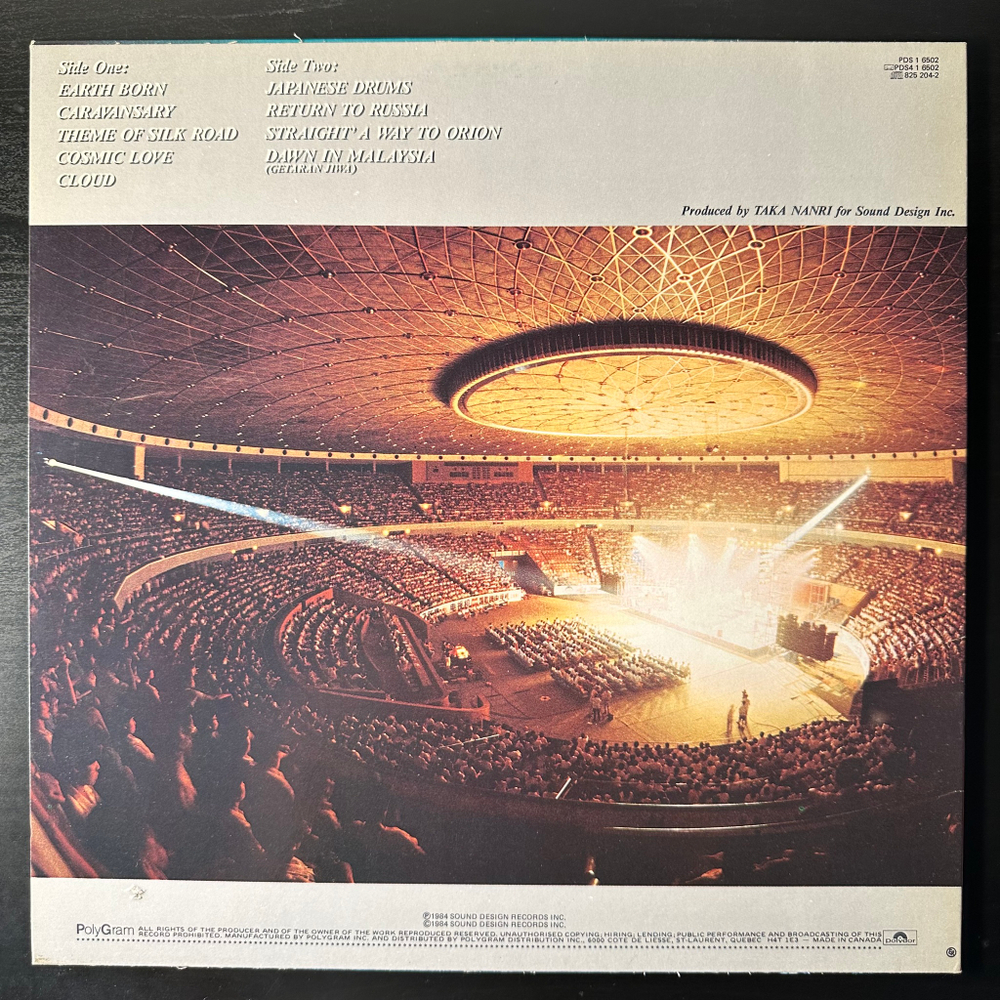 Side One:
EARTH BORN
CARAVANSARY
THEME OF SILK ROAD
COSMIC LOVE
CLOUD
Side Two:
JAPANESE DRUMS
RETURN TO RUSSIA
STRAIGHT' A WAY TO ORION
DAWN IN MALAYSIA
(GETARAN JIWA)
PDS 1 6502
PDS4 1 6502
825 204-2
Produced by TAKA NANRI for Sound Design Inc.
℗1984 SOUND DESIGN RECORDS INC.
©1984 SOUND DESIGN RECORDS INC.
PolyGram ALL RIGHTS OF THE PRODUCER AND OF THE OWNER OF THE WORK REPRODUCED RESERVED. UNAUTHORISED COPYING; HIRING; LENDING; PUBLIC PERFORMANCE AND BROADCASTING OF THIS
RECORD PROHIBITED. MANUFACTURED BY POLYGRAM INC. AND DISTRIBUTED BY POLYGRAM DISTRIBUTION INC., 6000 COTE DE LIESSE, ST-LAURENT, QUEBEC H4T 1E3 — MADE IN CANADA
polydor